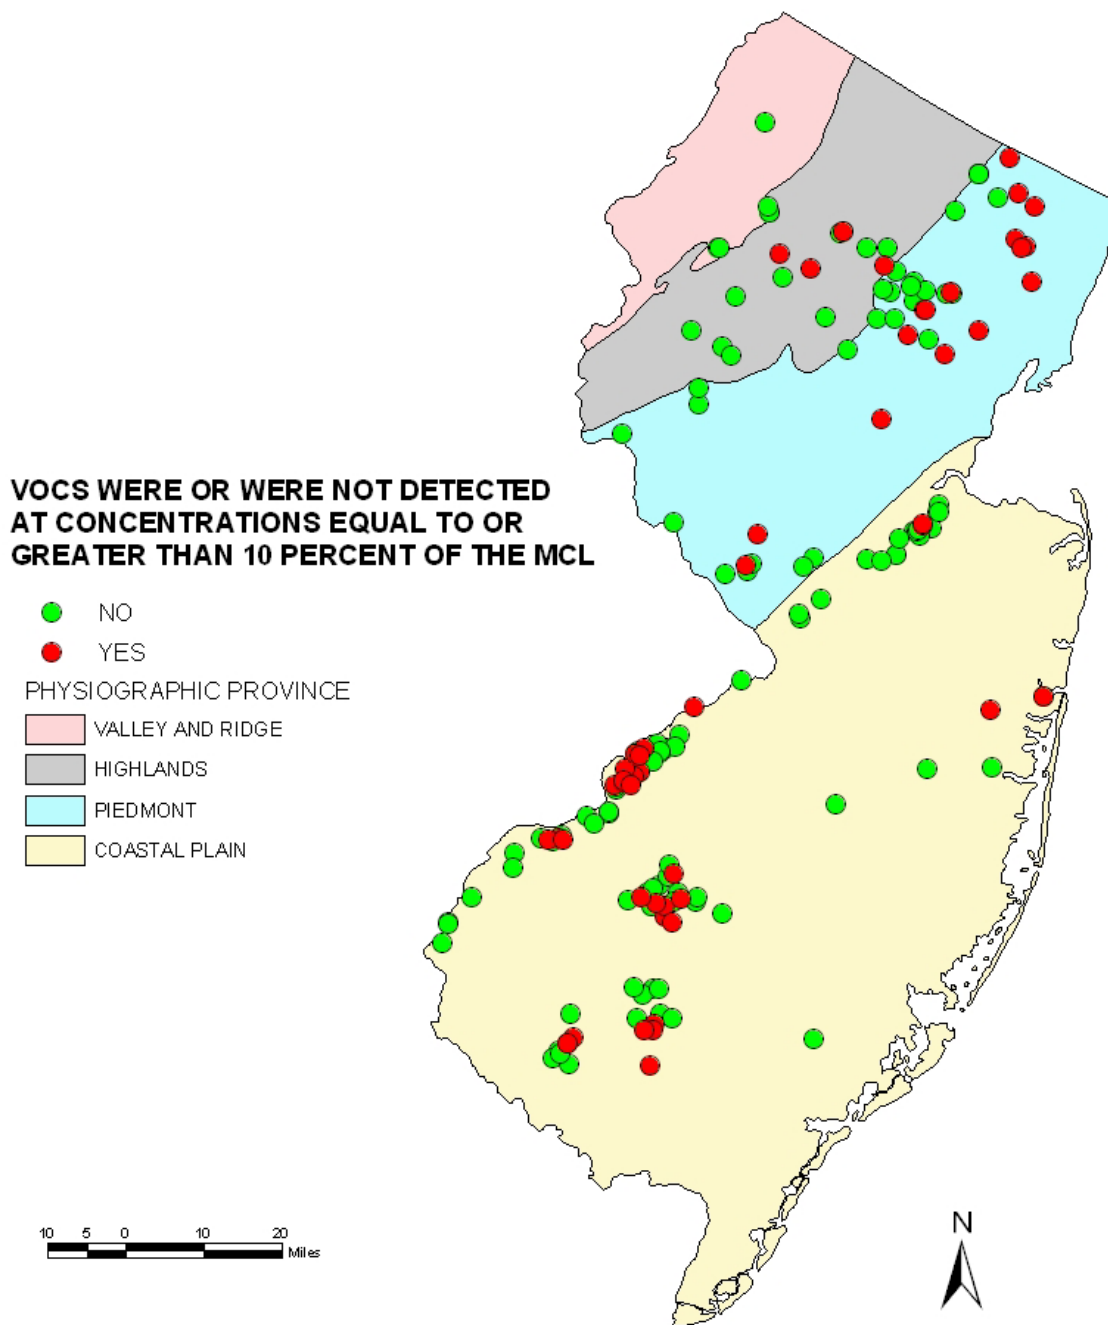 VOCS WERE OR WERE NOT DETECTED
AT CONCENTRATIONS EQUAL TO OR
GREATER THAN 10 PERCENT OF THE MCL
NO
YES
PHYSIOGRAPHIC PROVINCE
VALLEY AND RIDGE
HIGHLANDS
PIEDMONT
COASTAL PLAIN
10 5 0 10 20
Miles
N